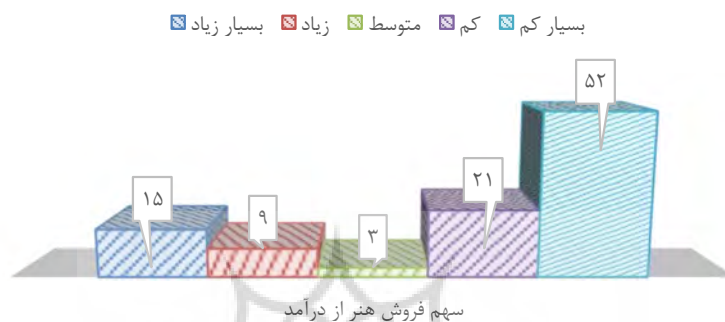 بسیار زیاد زیاد متوسط کم بسیار کم
۵۲
۲۱
۱۵
۹
۳
سهم فروش هنر از درآمد